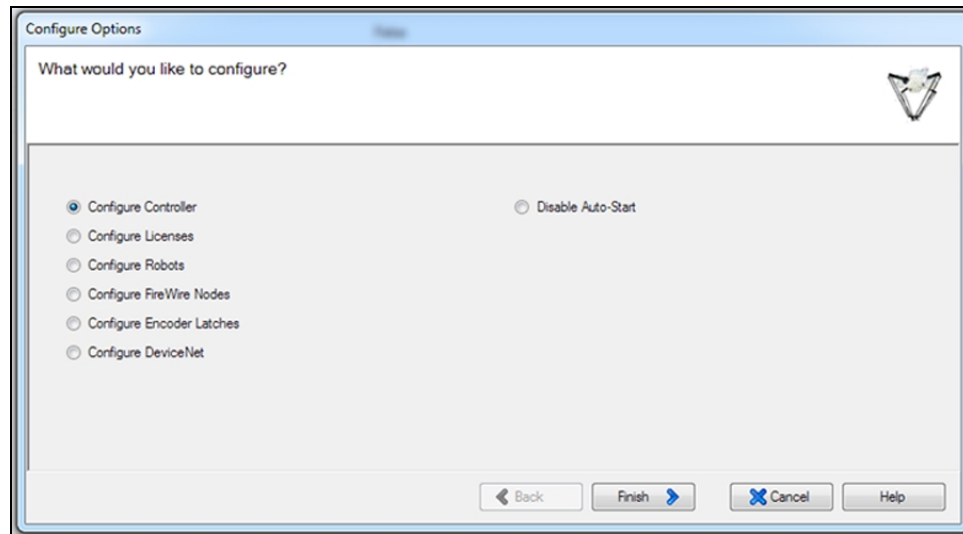 Configure Options
What would you like to configure?
Configure Controller
Disable Auto-Start
Configure Licenses
Configure Robots
Configure FireWire Nodes
Configure Encoder Latches
Configure DeviceNet
Back
Finish
Cancel
Help